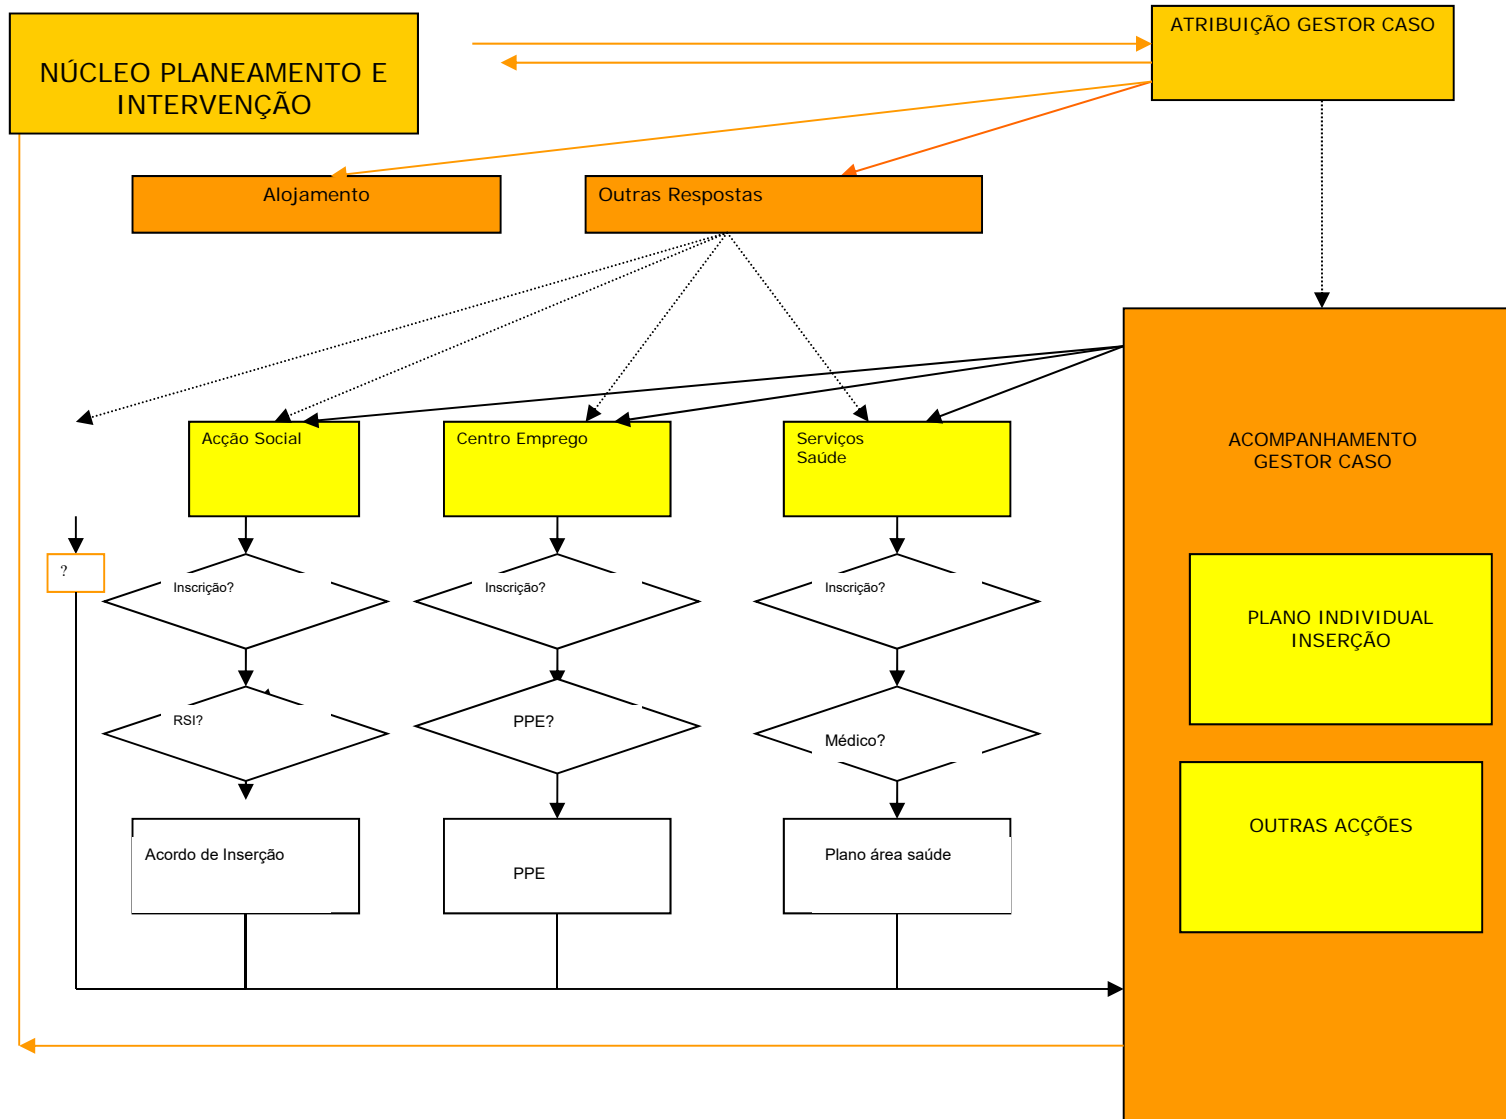 ATRIBUIÇÃO GESTOR CASO
NÚCLEO PLANEAMENTO E
INTERVENÇÃO
Alojamento
Outras Respostas
Acção Social
Centro Emprego
Serviços
Saúde
ACOMPANHAMENTO
GESTOR CASO
?
Inscrição?
Inscrição?
Inscrição?
PLANO INDIVIDUAL
INSERÇÃO
RSI?
PPE?
Médico?
OUTRAS ACÇÕES
Acordo de Inserção
PPE
Plano área saúde